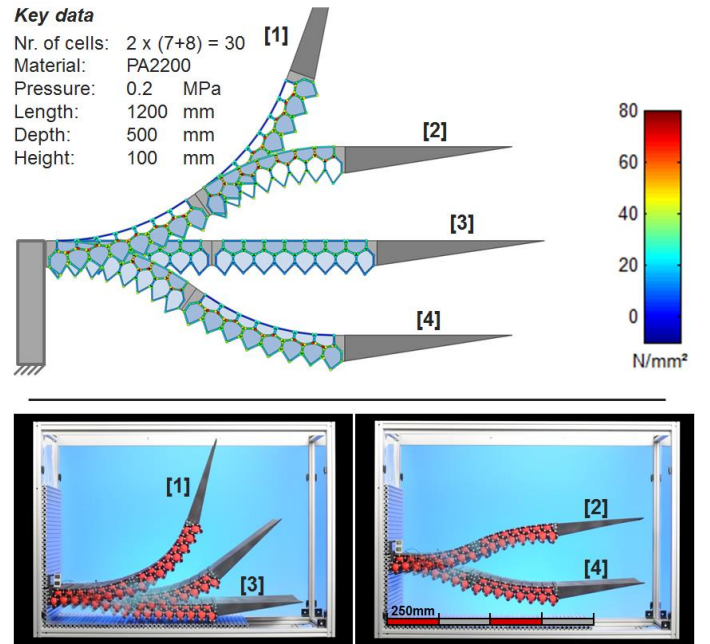 Key data
Nr. of cells: 2 x (7+8) = 30
Material: PA2200
Pressure: 0.2 MPa
Length: 1200 mm
Depth: 500 mm
Height: 100 mm
[1]
[2]
[3]
[4]
80
60
40
20
0
N/mm²
[1]
[3]
[2]
[4]
250mm